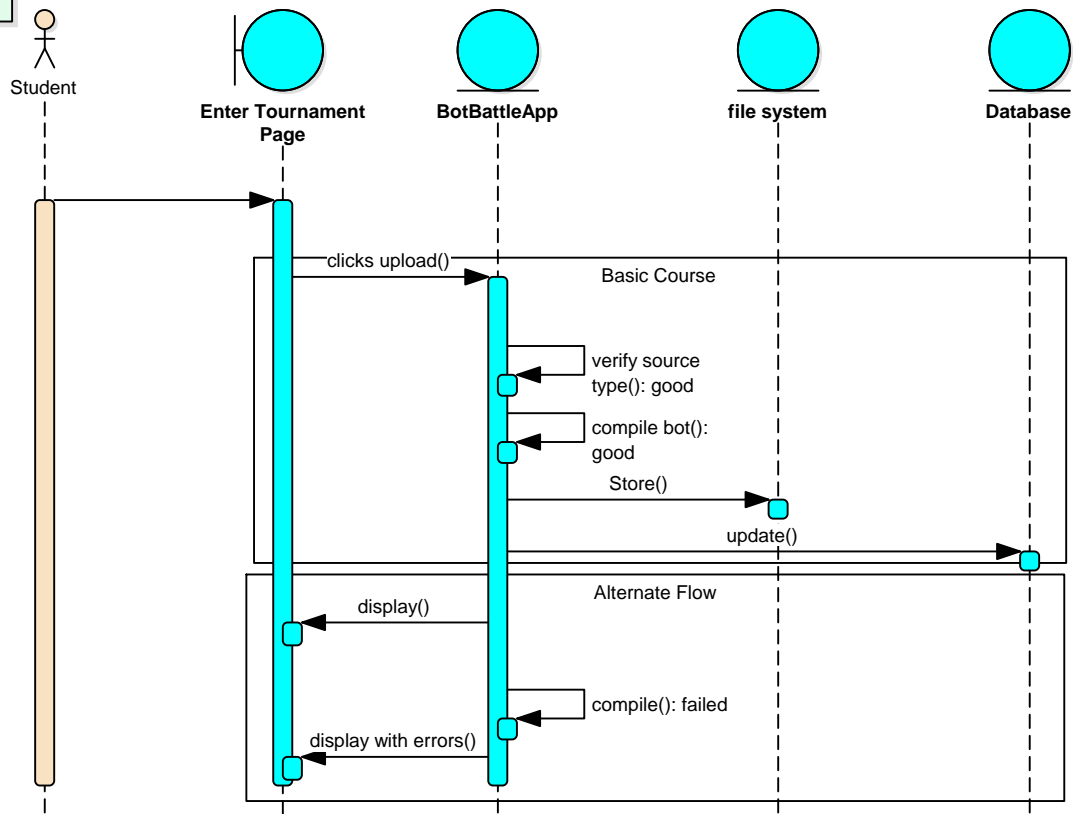 Student
Enter Tournament
Page
BotBattleApp
file system
Database
clicks upload()
Basic Course
verify source
type(): good
compile bot():
good
Store()
update()
Alternate Flow
display()
compile(): failed
display with errors()